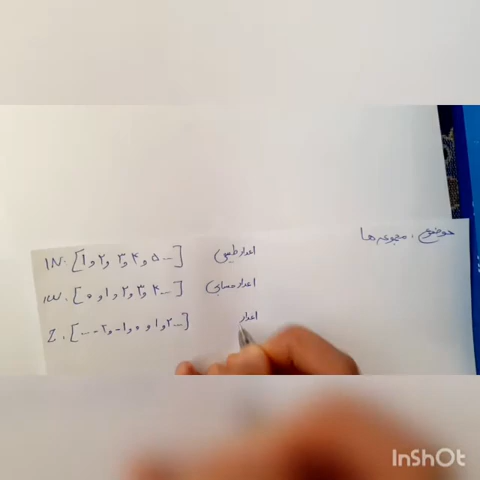 موضوع: مجموعه ها
اعداد طبیعی IN: [۱ و ۲ و ۳ و ۴ و ۵ ...]
اعداد حسابی W: [۰ و ۱ و ۲ و ۳ و ۴ ...]
اعداد Z: [... -۲ و -۱ و ۰ و ۱ و ۲ ...]
InShOt